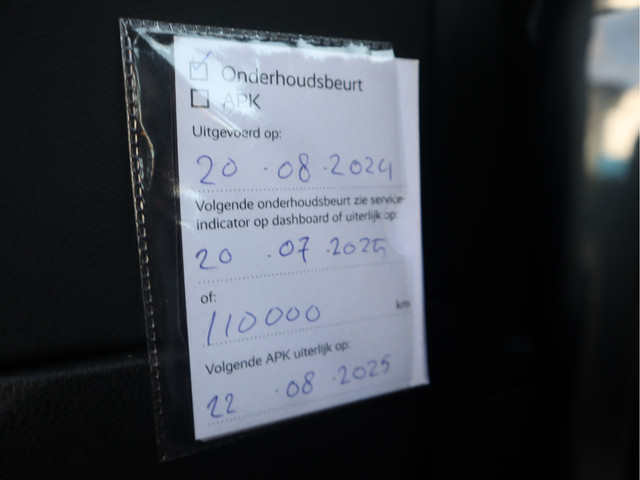 Onderhoudsbeurt
APK
Uitgevoerd op:
20 . 08 . 2024
Volgende onderhoudsbeurt zie service-
indicator op dashboard of uiterlijk op:
20 . 07 . 2025
of:
110000 km
Volgende APK uiterlijk op:
22 . 08 . 2025